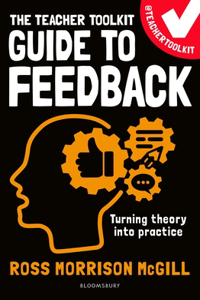 @TEACHERTOOLKIT
THE TEACHER TOOLKIT
GUIDE TO
FEEDBACK
Turning theory
into practice
ROSS MORRISON McGILL
BLOOMSBURY